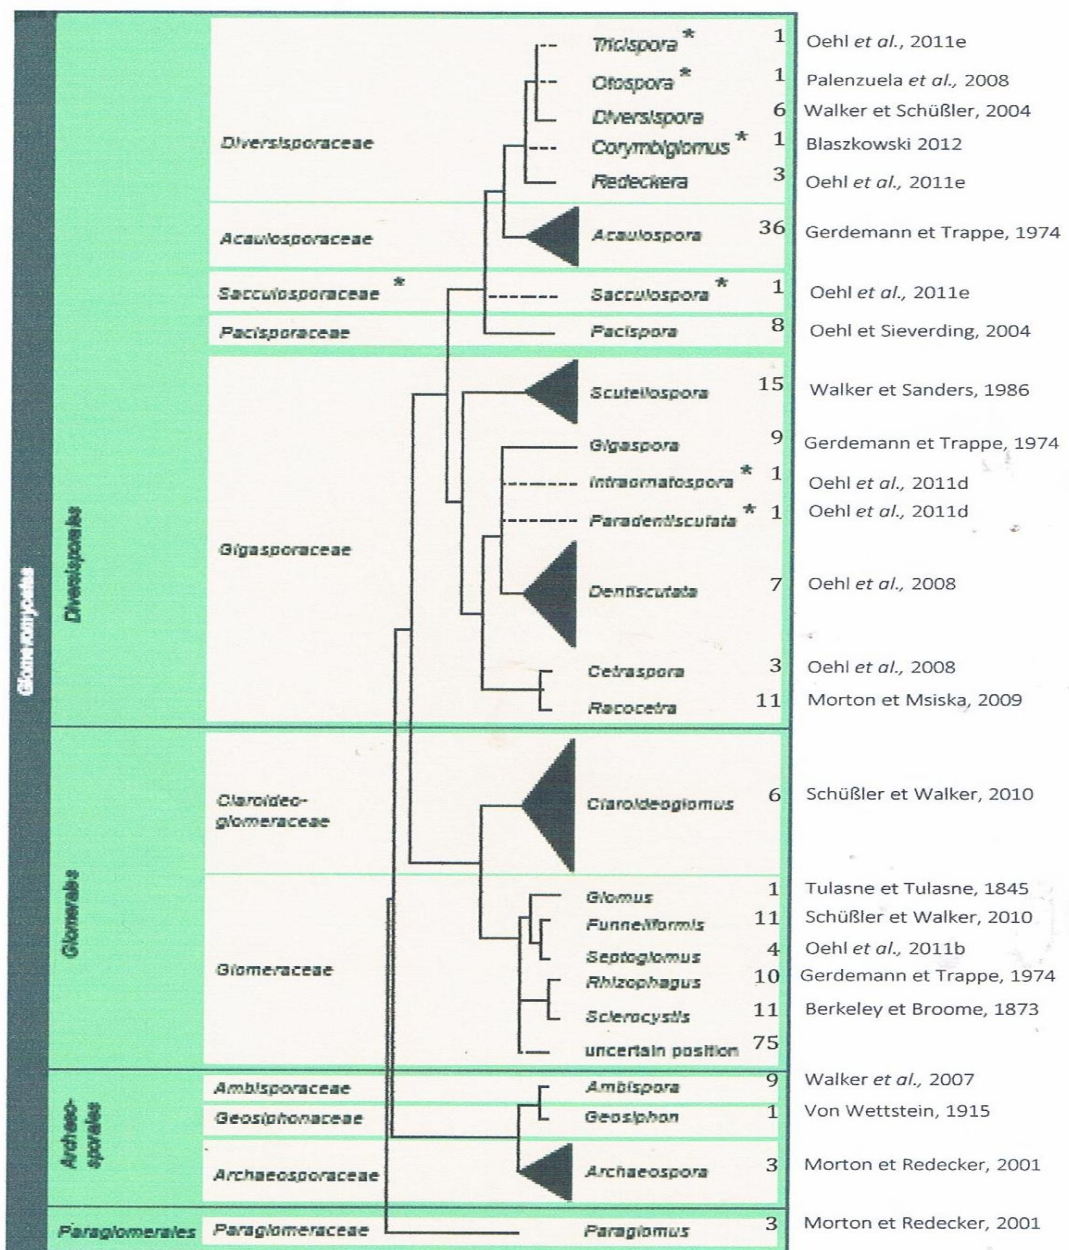 Glomeromycetes
Diversisporales
Diversisporaceae
Tricispora * 1 Oehl et al., 2011e
Otospora * 1 Palenzuela et al., 2008
Diversispora 6 Walker et Schüßler, 2004
Corymbiglomus * 1 Blaszkowski 2012
Redeckera 3 Oehl et al., 2011e
Acaulosporaceae Acaulospora 36 Gerdemann et Trappe, 1974
Sacculosporaceae * Sacculospora * 1 Oehl et al., 2011e
Pacisporaceae Pacispora 8 Oehl et Sieverding, 2004
Gigasporaceae
Scutellospora 15 Walker et Sanders, 1986
Gigaspora 9 Gerdemann et Trappe, 1974
Intraornatospora * 1 Oehl et al., 2011d
Paradentiscutata * 1 Oehl et al., 2011d
Dentiscutata 7 Oehl et al., 2008
Cetraspora 3 Oehl et al., 2008
Racocetra 11 Morton et Msiska, 2009
Glomerales
Claroideo-
glomeraceae
Claroideoglomus 6 Schüßler et Walker, 2010
Glomeraceae
Glomus 1 Tulasne et Tulasne, 1845
Funneliformis 11 Schüßler et Walker, 2010
Septoglomus 4 Oehl et al., 2011b
Rhizophagus 10 Gerdemann et Trappe, 1974
Sclerocystis 11 Berkeley et Broome, 1873
uncertain position 75
Archaeo-
sporales
Ambisporaceae Ambispora 9 Walker et al., 2007
Geosiphonaceae Geosiphon 1 Von Wettstein, 1915
Archaeosporaceae Archaeospora 3 Morton et Redecker, 2001
Paraglomerales Paraglomeraceae Paraglomus 3 Morton et Redecker, 2001